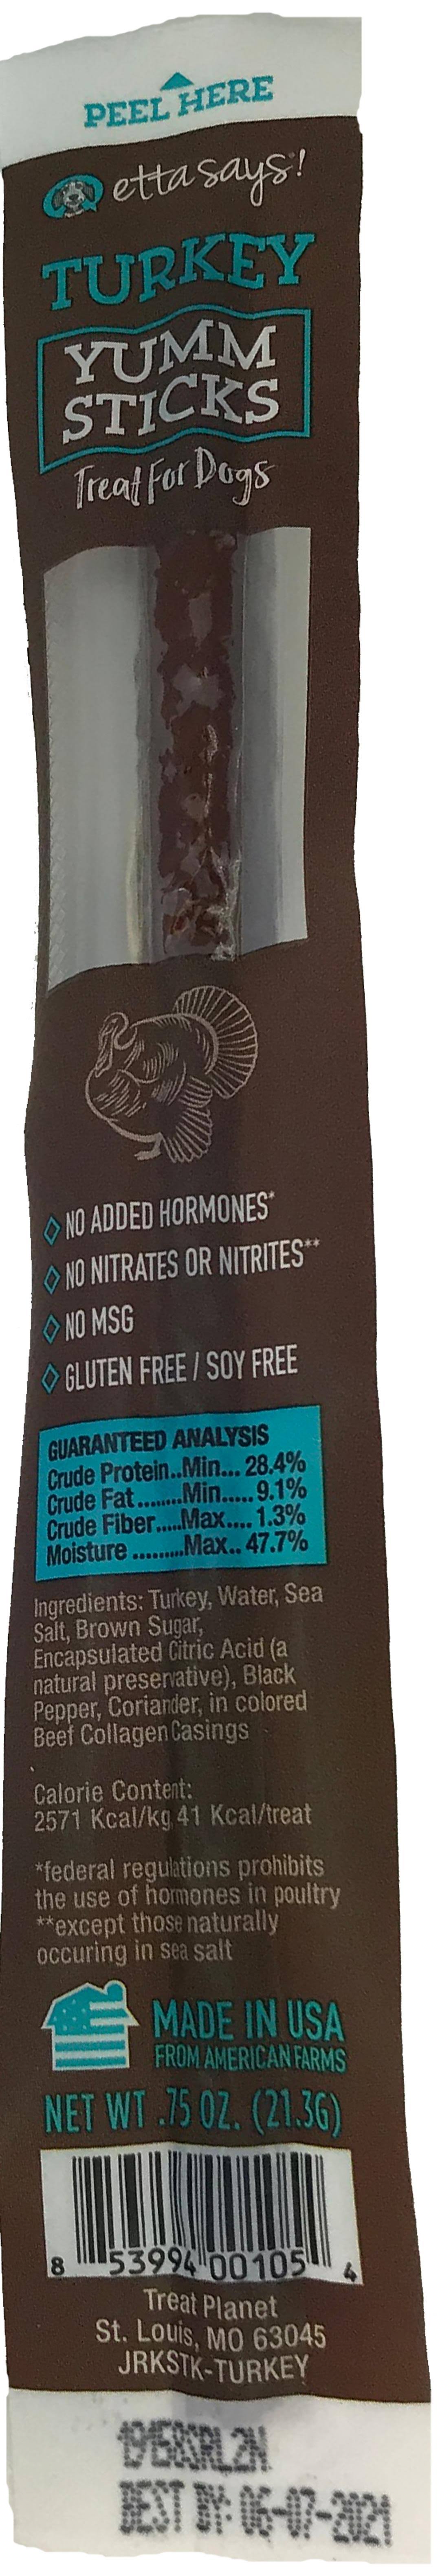 PEEL HERE
etta says!
TURKEY
YUMM
STICKS
Treat For Dogs
NO ADDED HORMONES*
NO NITRATES OR NITRITES**
NO MSG
GLUTEN FREE / SOY FREE
GUARANTEED ANALYSIS
Crude Protein..Min... 28.4%
Crude Fat........Min..... 9.1%
Crude Fiber.....Max.... 1.3%
Moisture .........Max.. 47.7%
Ingredients: Turkey, Water, Sea
Salt, Brown Sugar,
Encapsulated Citric Acid (a
natural preservative), Black
Pepper, Coriander, in colored
Beef Collagen Casings
Calorie Content:
2571 Kcal/kg 41 Kcal/treat
*federal regulations prohibits
the use of hormones in poultry
**except those naturally
occuring in sea salt
MADE IN USA
FROM AMERICAN FARMS
NET WT .75 OZ. (21.3G)
8 53994 00105 4
Treat Planet
St. Louis, MO 63045
JRKSTK-TURKEY
BEST BY: 06-07-2021